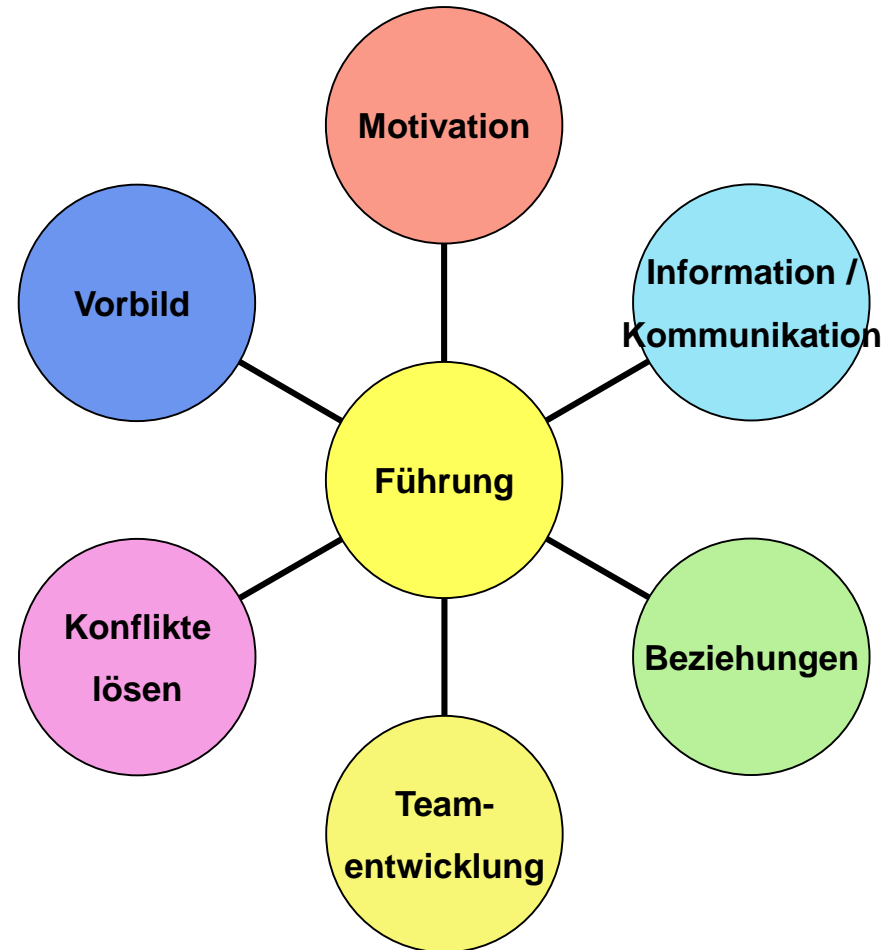 Motivation
Vorbild
Information /
Kommunikation
Führung
Konflikte
lösen
Beziehungen
Team-
entwicklung